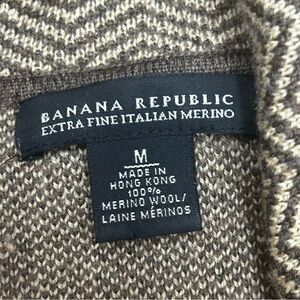 BANANA REPUBLIC
EXTRA FINE ITALIAN MERINO
M
MADE IN
HONG KONG
100%
MERINO WOOL/
LAINE MÉRINOS